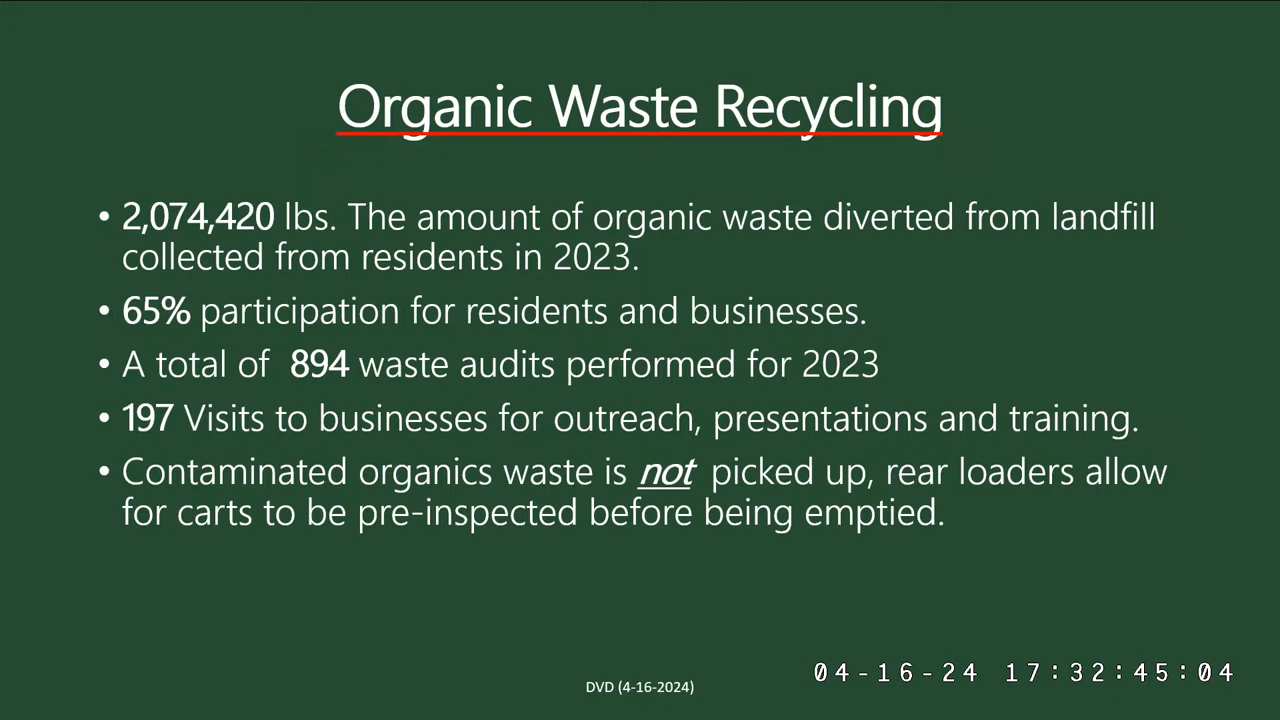 Organic Waste Recycling
• 2,074,420 lbs. The amount of organic waste diverted from landfill
collected from residents in 2023.
• 65% participation for residents and businesses.
• A total of  894 waste audits performed for 2023
• 197 Visits to businesses for outreach, presentations and training.
• Contaminated organics waste is not  picked up, rear loaders allow
for carts to be pre-inspected before being emptied.
04-16-24 17:32:45:04
DVD (4-16-2024)